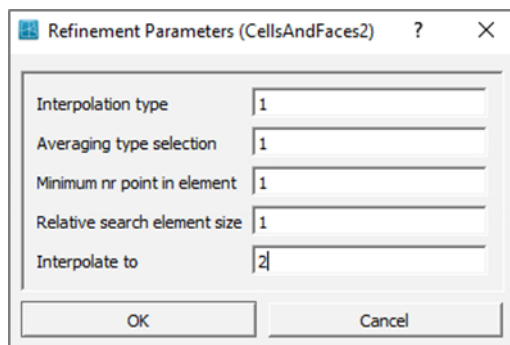 Refinement Parameters (CellsAndFaces2) ? ✕
Interpolation type 1
Averaging type selection 1
Minimum nr point in element 1
Relative search element size 1
Interpolate to 2
OK Cancel